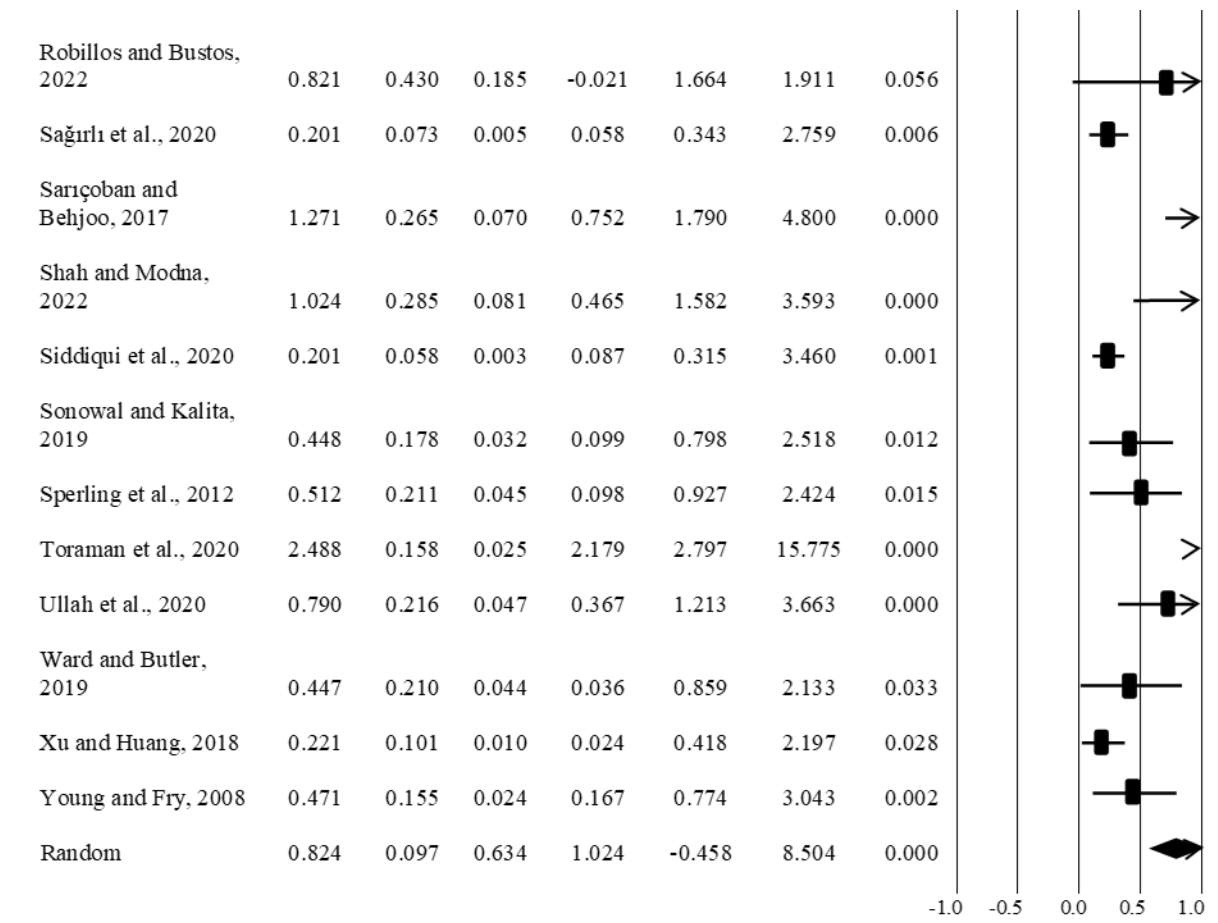 Robillos and Bustos,
2022 0.821 0.430 0.185 -0.021 1.664 1.911 0.056
Sağırlı et al., 2020 0.201 0.073 0.005 0.058 0.343 2.759 0.006
Sarıçoban and
Behjoo, 2017 1.271 0.265 0.070 0.752 1.790 4.800 0.000
Shah and Modna,
2022 1.024 0.285 0.081 0.465 1.582 3.593 0.000
Siddiqui et al., 2020 0.201 0.058 0.003 0.087 0.315 3.460 0.001
Sonowal and Kalita,
2019 0.448 0.178 0.032 0.099 0.798 2.518 0.012
Sperling et al., 2012 0.512 0.211 0.045 0.098 0.927 2.424 0.015
Toraman et al., 2020 2.488 0.158 0.025 2.179 2.797 15.775 0.000
Ullah et al., 2020 0.790 0.216 0.047 0.367 1.213 3.663 0.000
Ward and Butler,
2019 0.447 0.210 0.044 0.036 0.859 2.133 0.033
Xu and Huang, 2018 0.221 0.101 0.010 0.024 0.418 2.197 0.028
Young and Fry, 2008 0.471 0.155 0.024 0.167 0.774 3.043 0.002
Random 0.824 0.097 0.634 1.024 -0.458 8.504 0.000
-1.0 -0.5 0.0 0.5 1.0